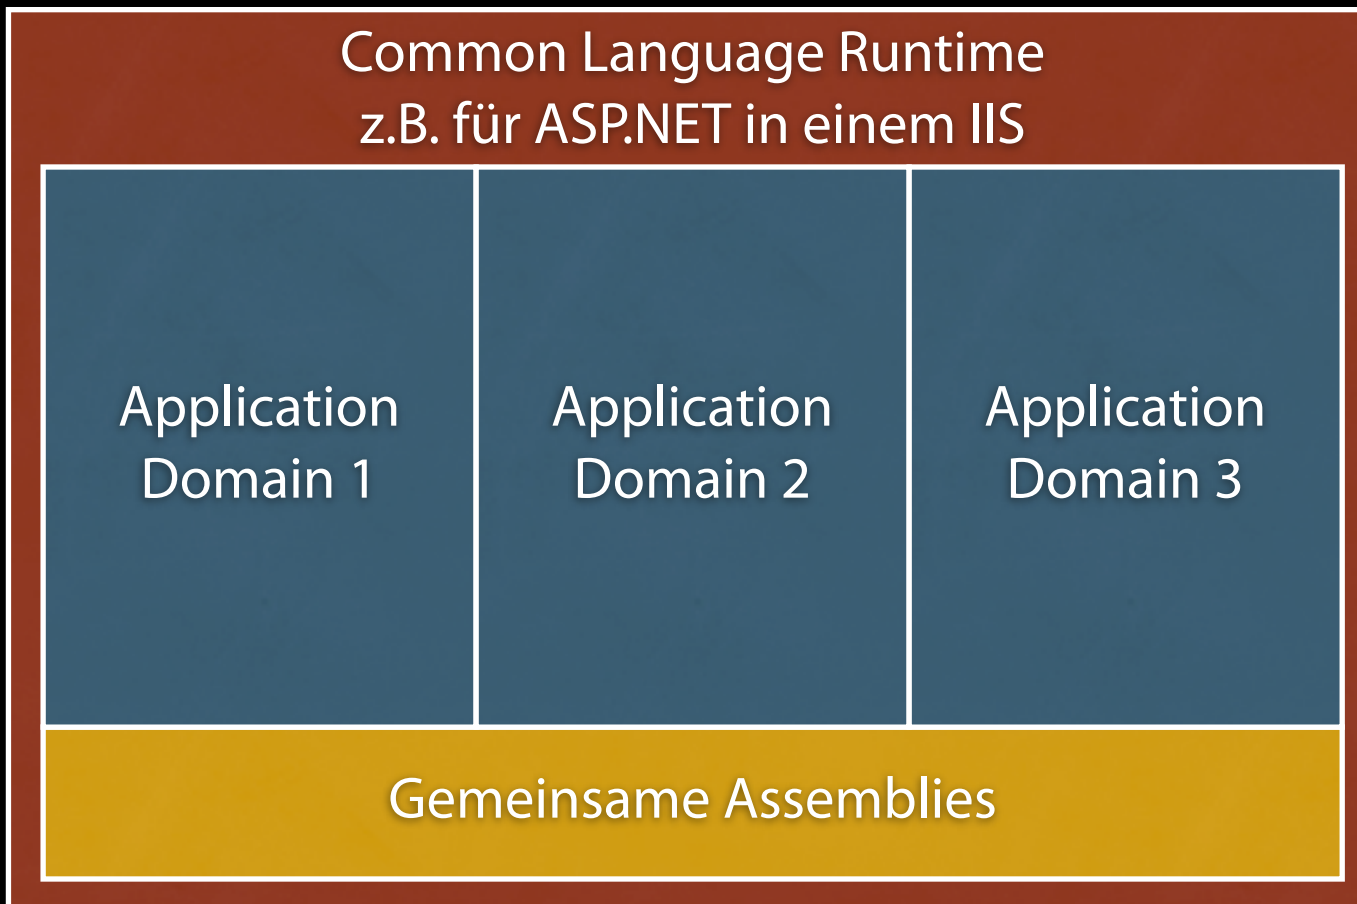 Common Language Runtime
z.B. für ASP.NET in einem IIS
Application
Domain 1
Application
Domain 2
Application
Domain 3
Gemeinsame Assemblies